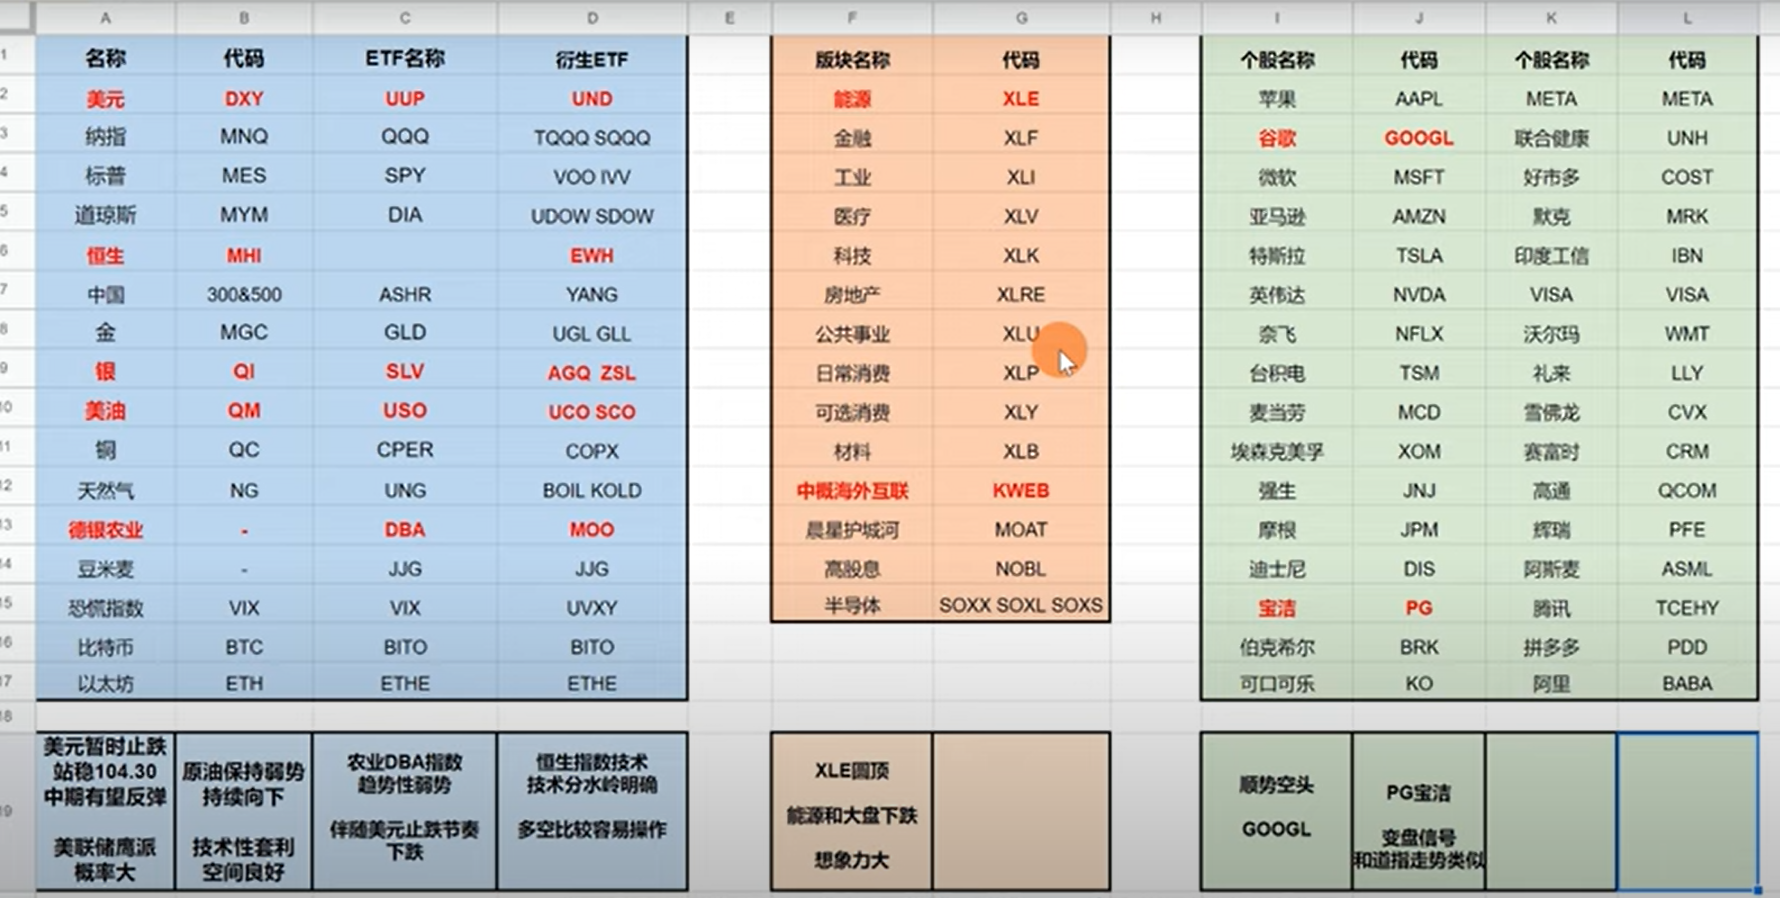 A B C D E F G H I J K L
1 名称 代码 ETF名称 衍生ETF 版块名称 代码 个股名称 代码 个股名称 代码
2 美元 DXY UUP UND 能源 XLE 苹果 AAPL META META
3 纳指 MNQ QQQ TQQQ SQQQ 金融 XLF 谷歌 GOOGL 联合健康 UNH
4 标普 MES SPY VOO IVV 工业 XLI 微软 MSFT 好市多 COST
5 道琼斯 MYM DIA UDOW SDOW 医疗 XLV 亚马逊 AMZN 默克 MRK
6 恒生 MHI EWH 科技 XLK 特斯拉 TSLA 印度工信 IBN
7 中国 300&500 ASHR YANG 房地产 XLRE 英伟达 NVDA VISA VISA
8 金 MGC GLD UGL GLL 公共事业 XLU 奈飞 NFLX 沃尔玛 WMT
9 银 QI SLV AGQ ZSL 日常消费 XLP 台积电 TSM 礼来 LLY
10 美油 QM USO UCO SCO 可选消费 XLY 麦当劳 MCD 雪佛龙 CVX
11 铜 QC CPER COPX 材料 XLB 埃森克美孚 XOM 赛富时 CRM
12 天然气 NG UNG BOIL KOLD 中概海外互联 KWEB 强生 JNJ 高通 QCOM
13 德银农业 - DBA MOO 晨星护城河 MOAT 摩根 JPM 辉瑞 PFE
14 豆米麦 - JJG JJG 高股息 NOBL 迪士尼 DIS 阿斯麦 ASML
15 恐慌指数 VIX VIX UVXY 半导体 SOXX SOXL SOXS 宝洁 PG 腾讯 TCEHY
16 比特币 BTC BITO BITO 伯克希尔 BRK 拼多多 PDD
17 以太坊 ETH ETHE ETHE 可口可乐 KO 阿里 BABA
18
19
美元暂时止跌
站稳104.30
中期有望反弹
美联储鹰派
概率大
原油保持弱势
持续向下
技术性套利
空间良好
农业DBA指数
趋势性弱势
伴随美元止跌节奏
下跌
恒生指数技术
技术分水岭明确
多空比较容易操作
XLE圆顶
能源和大盘下跌
想象力大
顺势空头
GOOGL
PG宝洁
变盘信号
和道指走势类似